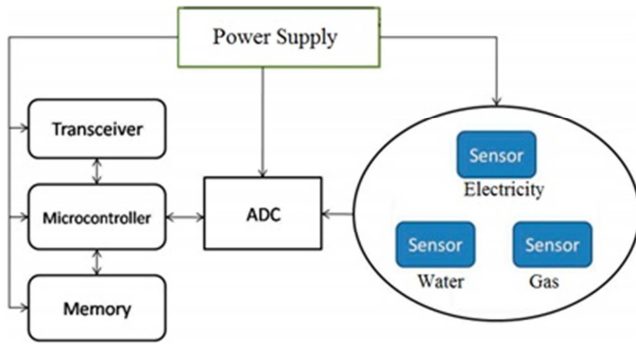 Power Supply
Transceiver
Sensor
Electricity
Microcontroller
ADC
Sensor
Sensor
Water
Gas
Memory